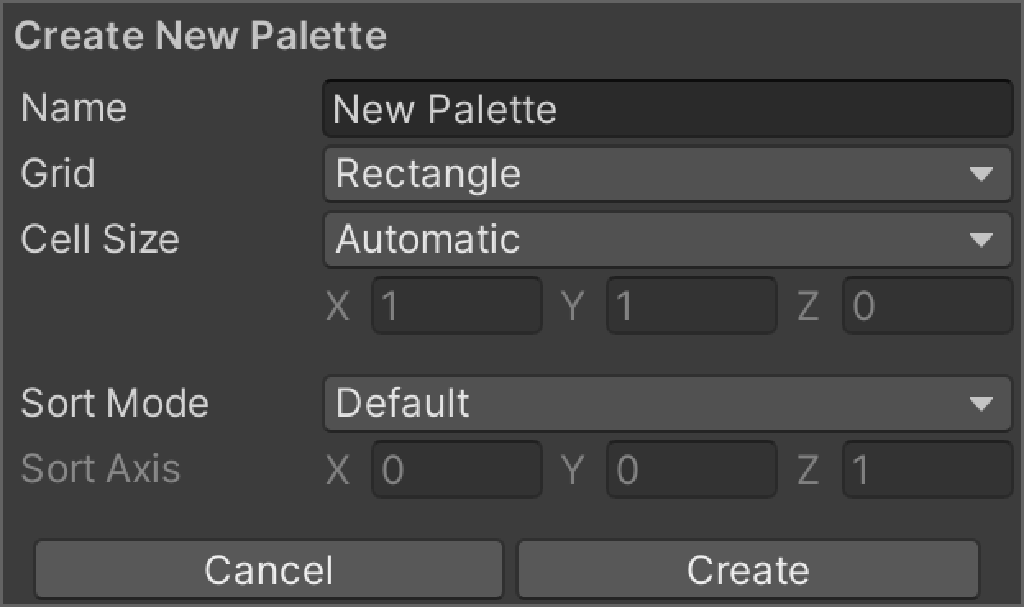 Create New Palette
Name New Palette
Grid Rectangle
Cell Size Automatic
X 1 Y 1 Z 0
Sort Mode Default
Sort Axis X 0 Y 0 Z 1
Cancel Create